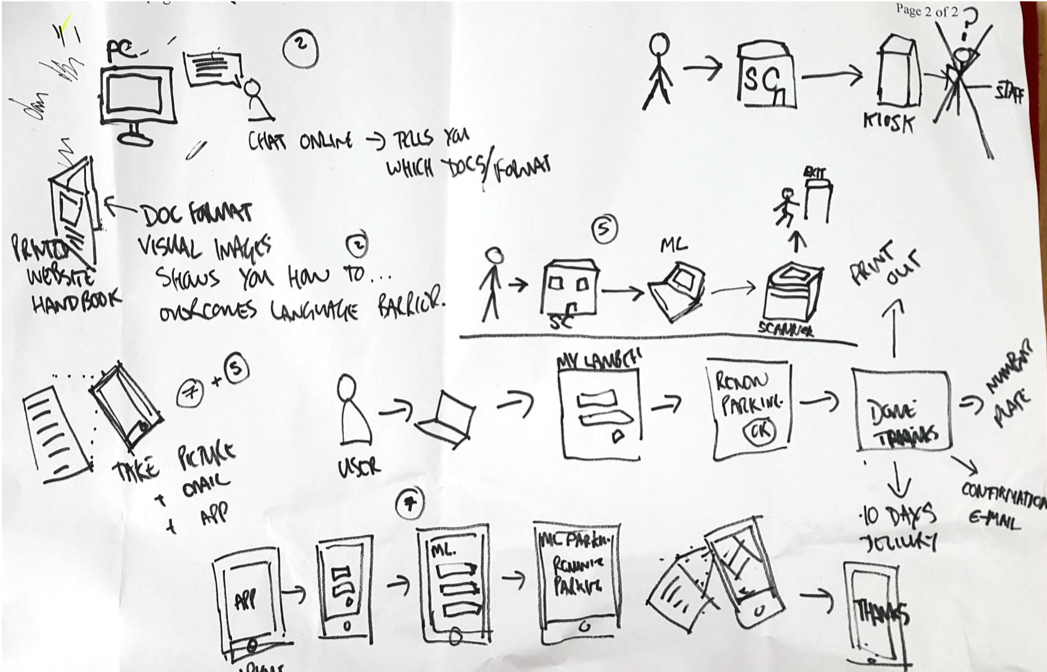 Page 2 of 2
?
PC
2
CHAT ONLINE → TELLS YOU
WHICH DOCS/FORMAT
SC
KIOSK
STAFF
PRINTED
WEBSITE
HANDBOOK
DOC FORMAT
VISUAL IMAGES
2
SHOWS YOU HOW TO...
OVERCOMES LANGUAGE BARRIER.
5
SC
ML
SCANNER
EXIT
PRINT
OUT
7 + 5
TAKE PICTURE
+ EMAIL
+ APP
USER
MY LAMBETH
RENEW
PARKING
OK
DONE
THANKS
NUMBER
PLATE
CONFIRMATION
E-MAIL
10 DAYS
DELIVERY
7
APP
ML.
PARKING
PARKING
THANKS